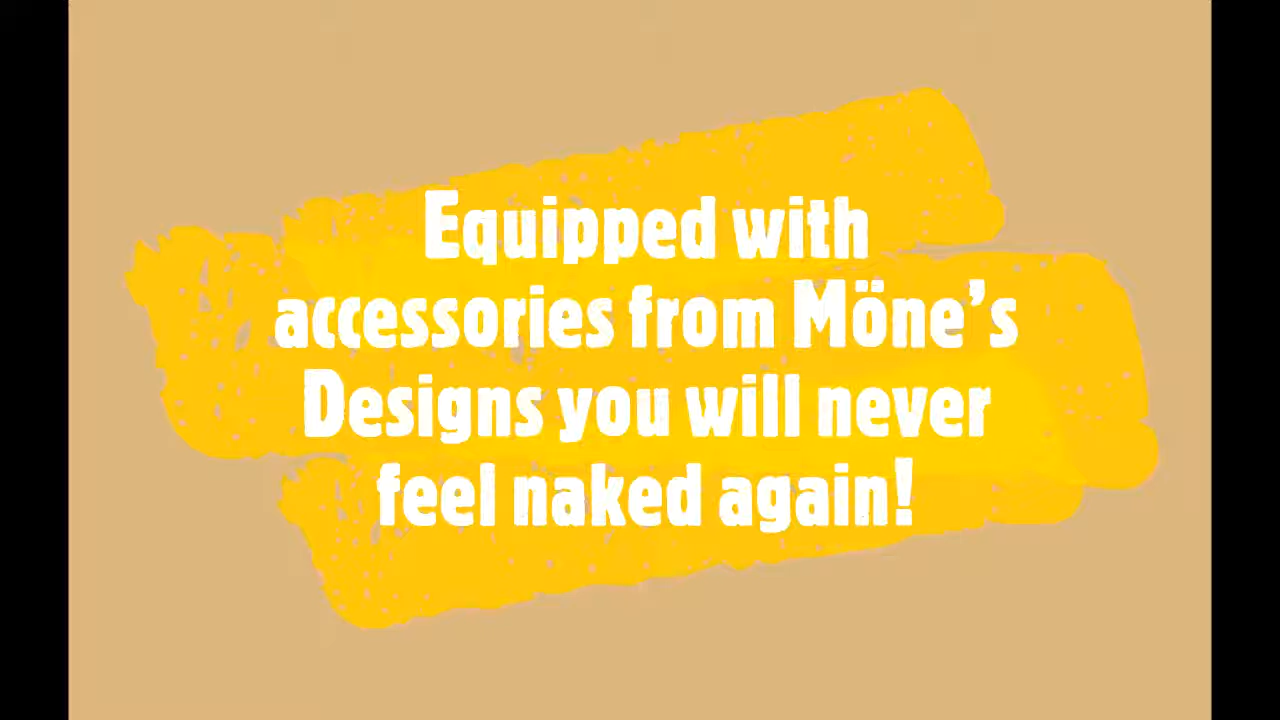 Equipped with
accessories from Möne's
Designs you will never
feel naked again!